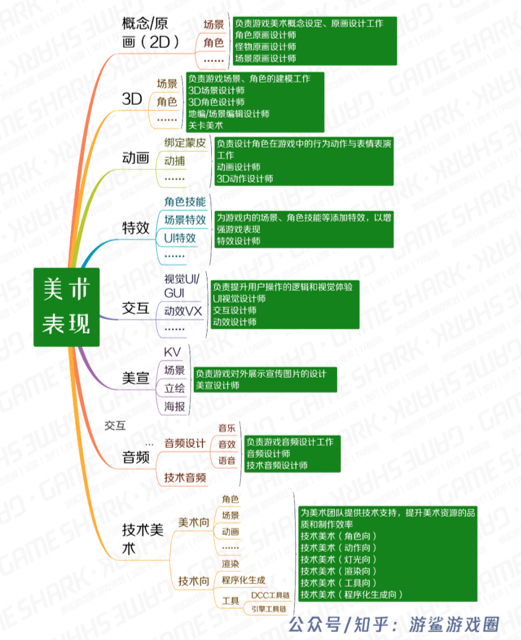 美术
表现
概念/原
画（2D）
场景
角色
……
负责游戏美术概念设定、原画设计工作
角色原画设计师
怪物原画设计师
场景原画设计师
3D
场景
角色
……
负责游戏场景、角色的建模工作
3D场景设计师
3D角色设计师
地编/场景编辑设计师
关卡美术
动画
绑定蒙皮
动捕
……
负责设计角色在游戏中的行为动作与表情表演
工作
动画设计师
3D动作设计师
特效
角色技能
场景特效
UI特效
……
为游戏内的场景、角色技能等添加特效，以增
强游戏表现
特效设计师
交互
视觉UI/
GUI
动效VX
……
负责提升用户操作的逻辑和视觉体验
UI视觉设计师
交互设计师
动效设计师
美宣
KV
场景
立绘
海报
负责游戏对外展示宣传图片的设计
美宣设计师
交互
...
音频
音频设计
音乐
音效
语音
技术音频
负责游戏音频设计工作
音频设计师
技术音频设计师
技术美
术
美术向
角色
场景
动画
……
技术向
渲染
程序化生成
工具
DCC工具链
引擎工具链
为美术团队提供技术支持，提升美术资源的品
质和制作效率
技术美术（角色向）
技术美术（动作向）
技术美术（灯光向）
技术美术（渲染向）
技术美术（工具向）
技术美术（程序化生成向）
公众号/知乎：游鲨游戏圈
GAME SHARK